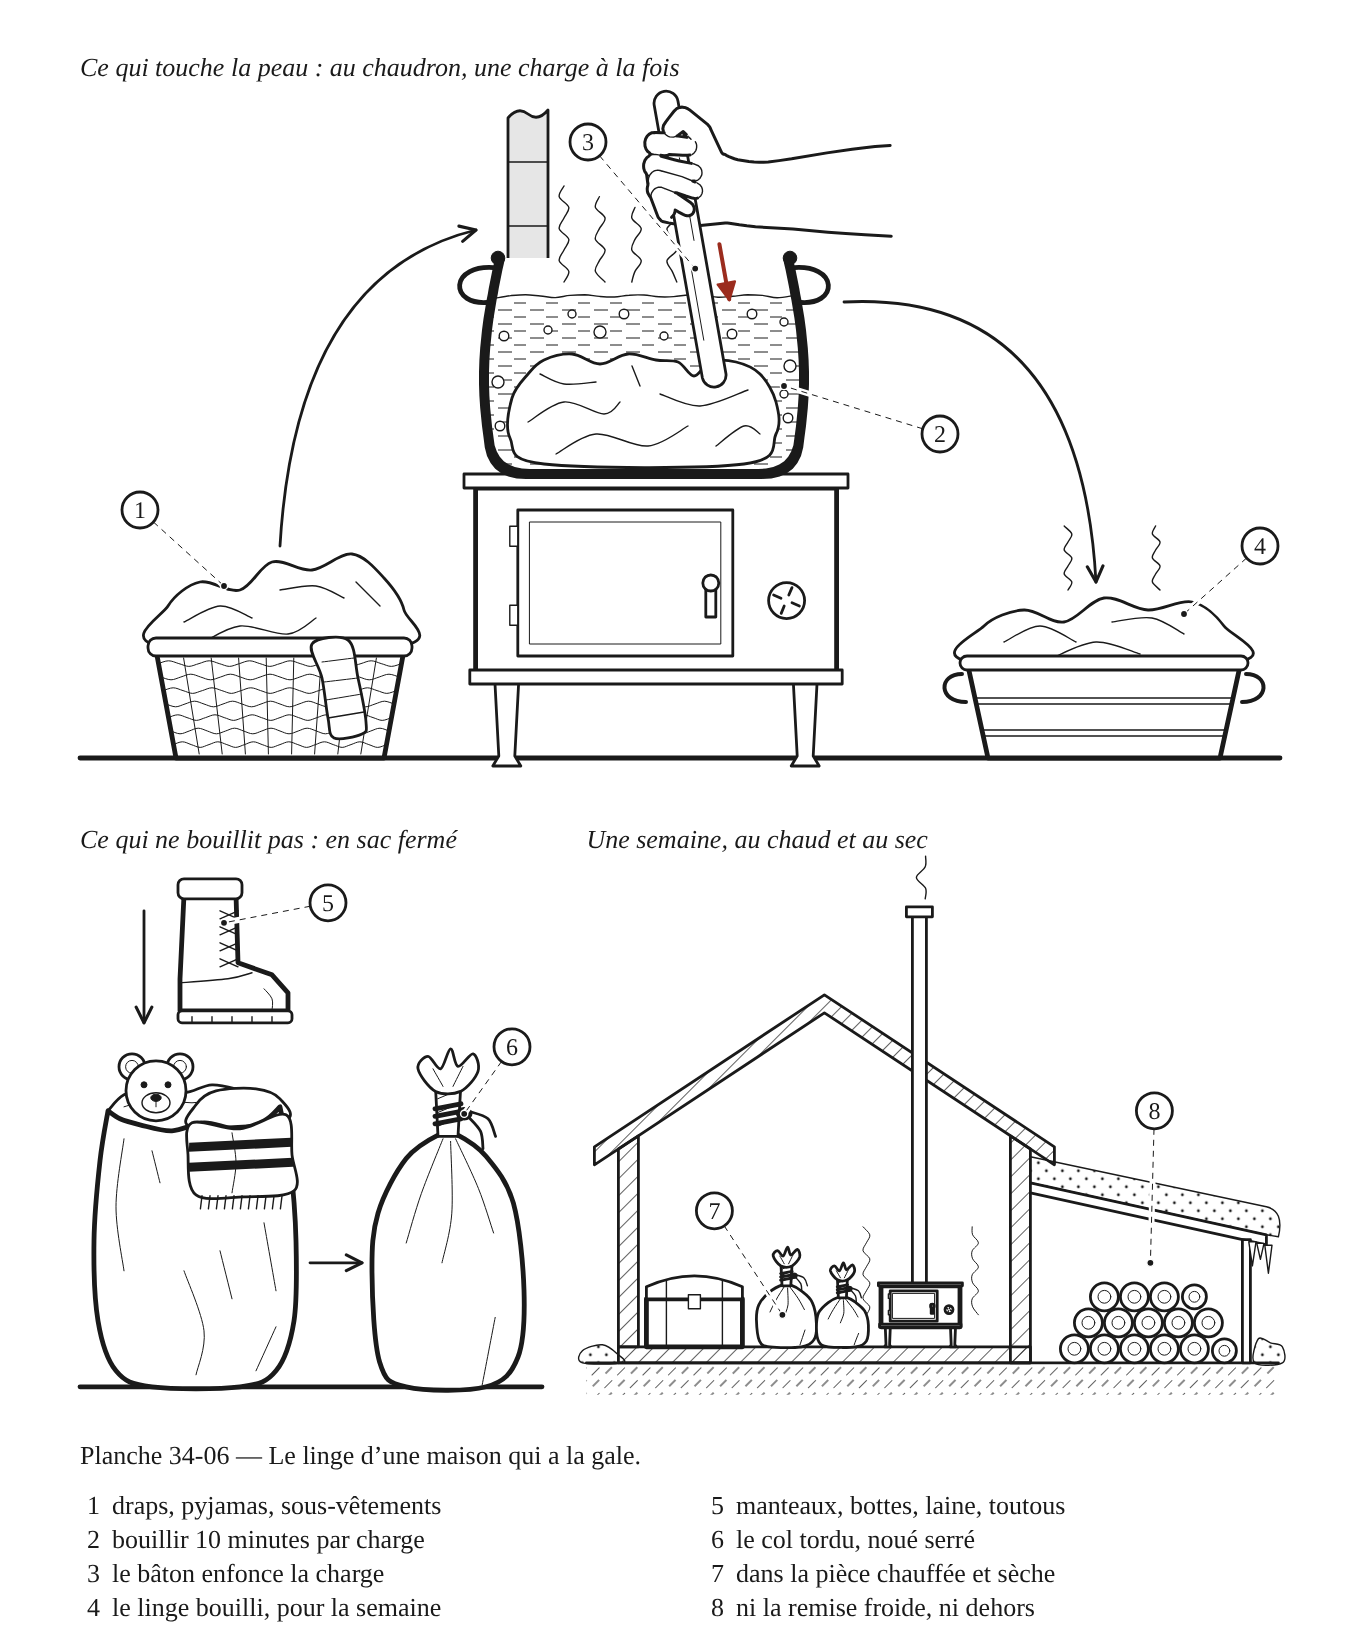 Ce qui touche la peau : au chaudron, une charge à la fois
3
2
1
4
Ce qui ne bouillit pas : en sac fermé
Une semaine, au chaud et au sec
5
6
8
7
Planche 34-06 — Le linge d’une maison qui a la gale.
1 draps, pyjamas, sous-vêtements
2 bouillir 10 minutes par charge
3 le bâton enfonce la charge
4 le linge bouilli, pour la semaine
5 manteaux, bottes, laine, toutous
6 le col tordu, noué serré
7 dans la pièce chauffée et sèche
8 ni la remise froide, ni dehors